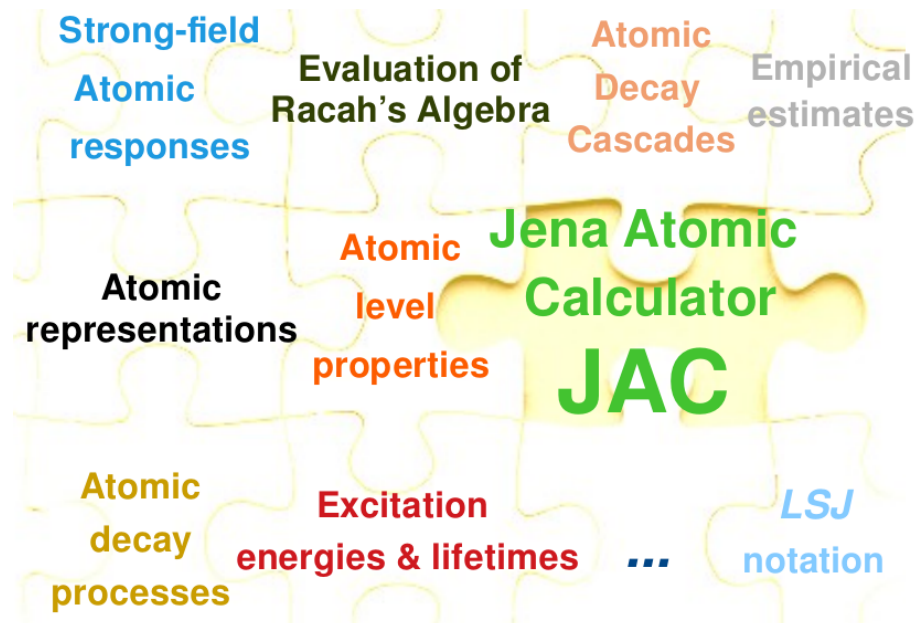 Strong-field
Atomic
responses
Evaluation of
Racah's Algebra
Atomic
Decay
Cascades
Empirical
estimates
Atomic
representations
Atomic
level
properties
Jena Atomic
Calculator
JAC
Atomic
decay
processes
Excitation
energies & lifetimes
...
LSJ
notation